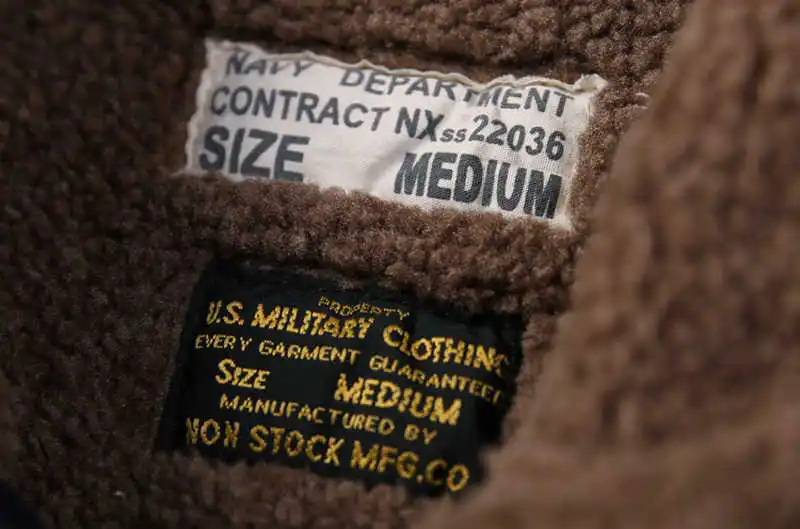 NAVY DEPARTMENT
CONTRACT NXss22036
SIZE MEDIUM
PROPERTY
U.S. MILITARY CLOTHING
EVERY GARMENT GUARANTEED
SIZE MEDIUM
MANUFACTURED BY
NON STOCK MFG.CO